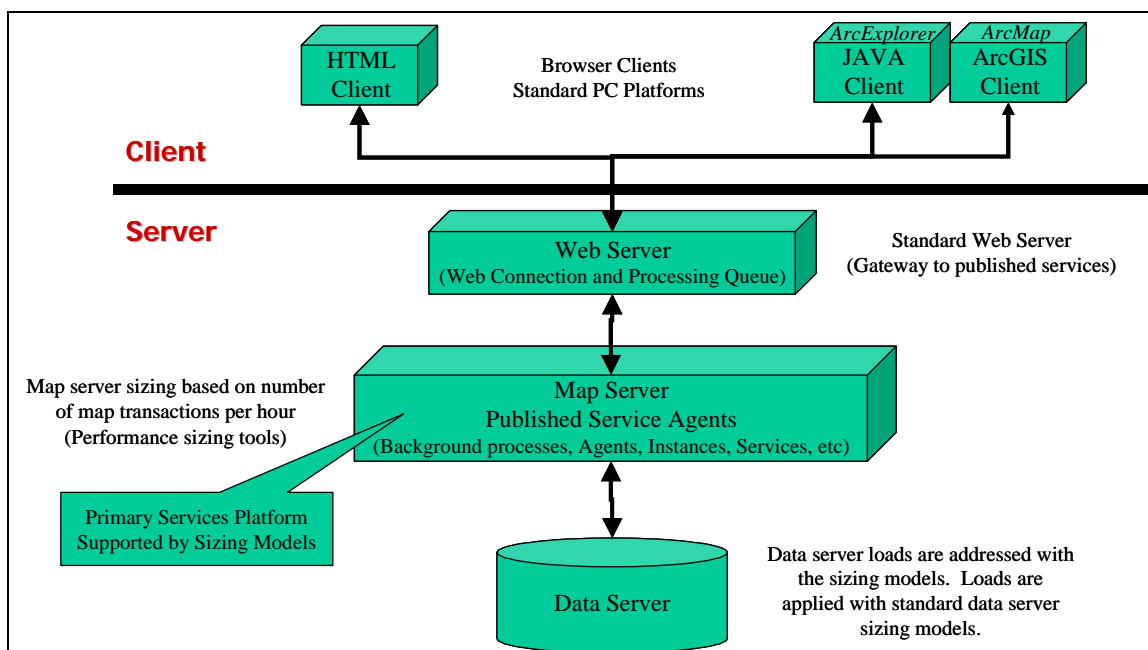 HTML
Client
Browser Clients
Standard PC Platforms
ArcExplorer
JAVA
Client
ArcMap
ArcGIS
Client
Client
Server
Web Server
(Web Connection and Processing Queue)
Standard Web Server
(Gateway to published services)
Map server sizing based on number
of map transactions per hour
(Performance sizing tools)
Map Server
Published Service Agents
(Background processes, Agents, Instances, Services, etc)
Primary Services Platform
Supported by Sizing Models
Data Server
Data server loads are addressed with
the sizing models. Loads are
applied with standard data server
sizing models.